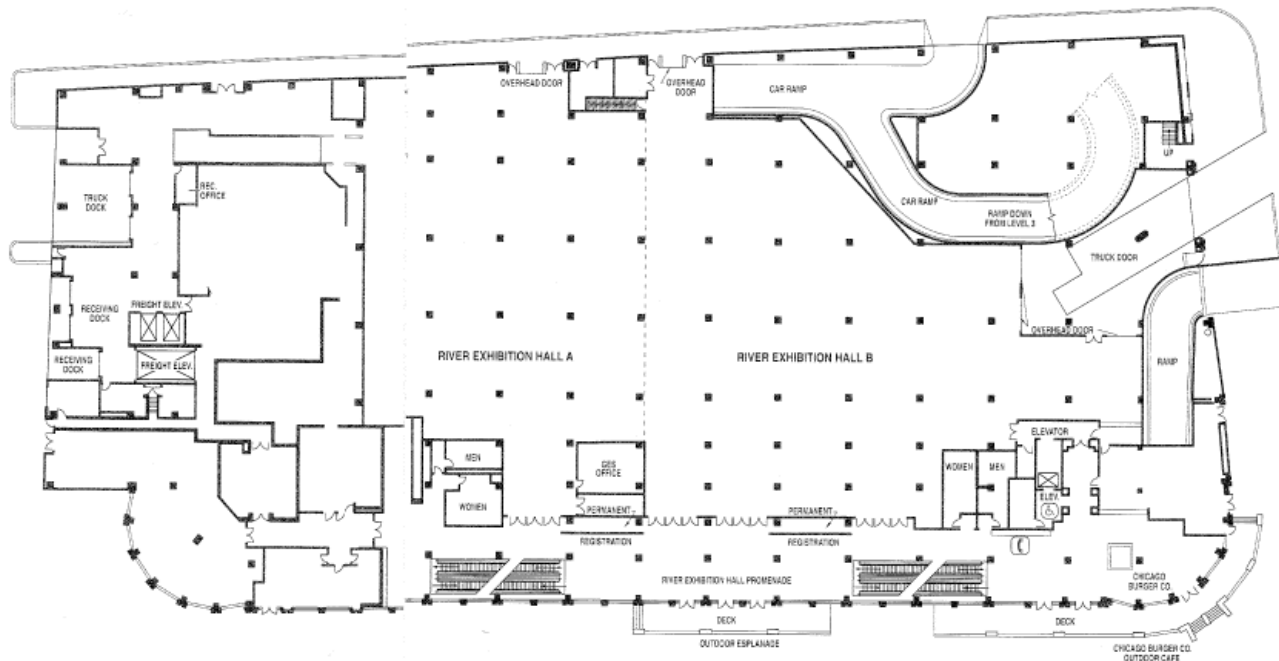 OVERHEAD DOOR
OVERHEAD
DOOR
CAR RAMP
UP
REC.
OFFICE
TRUCK
DOCK
CAR RAMP
RAMP DOWN
FROM LEVEL 3
TRUCK DOOR
RECEIVING
DOCK
FREIGHT ELEV.
OVERHEAD DOOR
RECEIVING
DOCK
FREIGHT ELEV.
RIVER EXHIBITION HALL A
RIVER EXHIBITION HALL B
RAMP
ELEVATOR
MEN
GES
OFFICE
WOMEN
MEN
ELEV.
WOMEN
PERMANENT
PERMANENT
REGISTRATION
REGISTRATION
RIVER EXHIBITION HALL PROMENADE
CHICAGO
BURGER CO.
DECK
DECK
OUTDOOR ESPLANADE
CHICAGO BURGER CO.
OUTDOOR CAFE